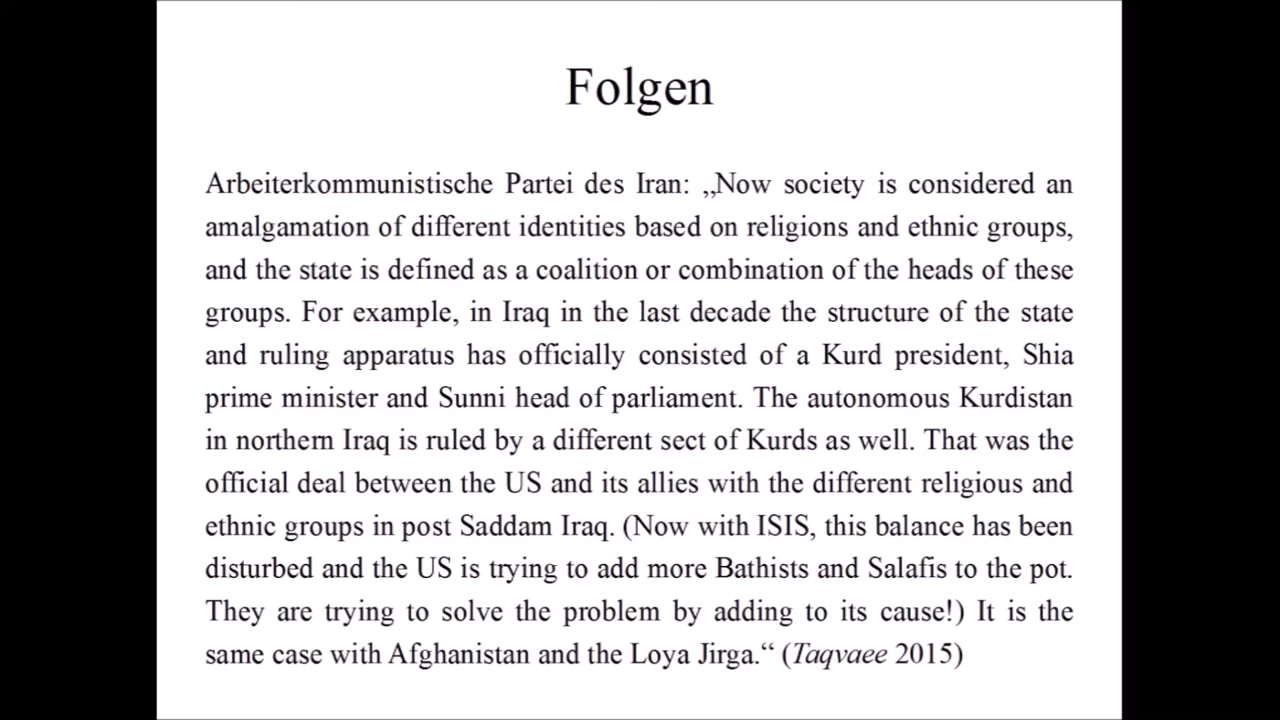 Folgen
Arbeiterkommunistische Partei des Iran: „Now society is considered an
amalgamation of different identities based on religions and ethnic groups,
and the state is defined as a coalition or combination of the heads of these
groups. For example, in Iraq in the last decade the structure of the state
and ruling apparatus has officially consisted of a Kurd president, Shia
prime minister and Sunni head of parliament. The autonomous Kurdistan
in northern Iraq is ruled by a different sect of Kurds as well. That was the
official deal between the US and its allies with the different religious and
ethnic groups in post Saddam Iraq. (Now with ISIS, this balance has been
disturbed and the US is trying to add more Bathists and Salafis to the pot.
They are trying to solve the problem by adding to its cause!) It is the
same case with Afghanistan and the Loya Jirga.“ (Taqvaee 2015)